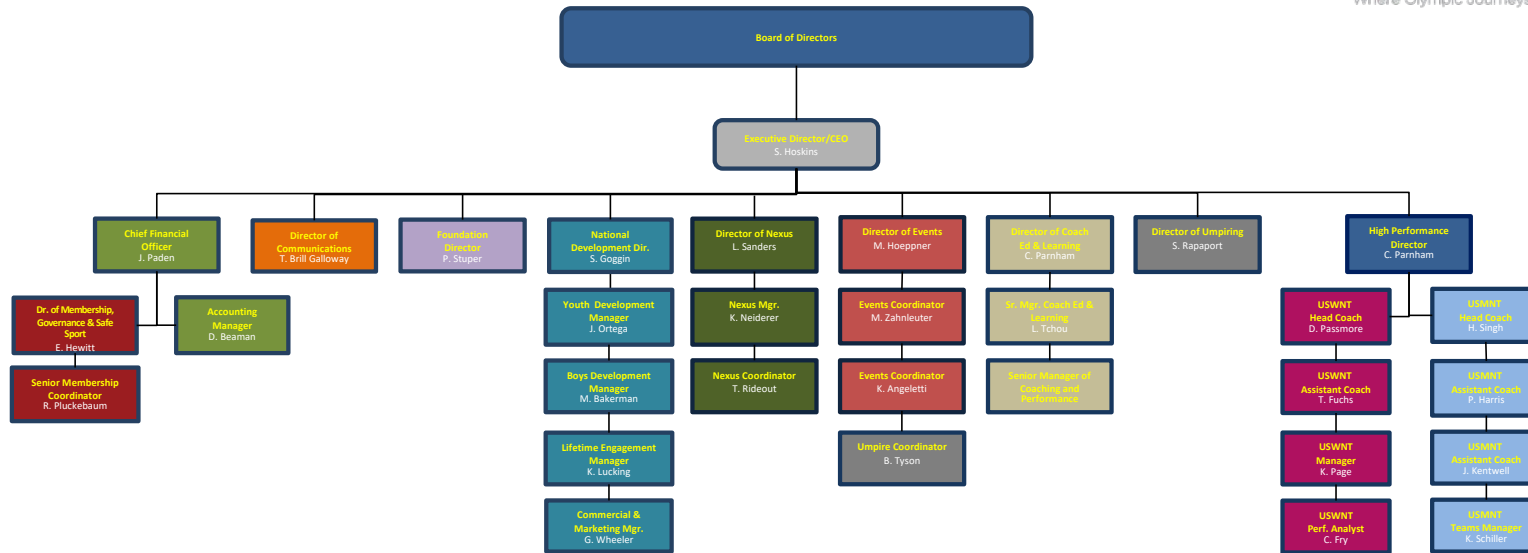 Where Olympic Journeys
Board of Directors
Executive Director/CEO
S. Hoskins
Chief Financial
Officer
J. Paden
Director of
Communications
T. Brill Galloway
Foundation
Director
P. Stuper
National
Development Dir.
S. Goggin
Director of Nexus
L. Sanders
Director of Events
M. Hoeppner
Director of Coach
Ed & Learning
C. Parnham
Director of Umpiring
S. Rapaport
High Performance
Director
C. Parnham
Dr. of Membership,
Governance & Safe
Sport
E. Hewitt
Accounting
Manager
D. Beaman
Youth Development
Manager
J. Ortega
Nexus Mgr.
K. Neiderer
Events Coordinator
M. Zahnleuter
Sr. Mgr. Coach Ed &
Learning
L. Tchou
USWNT
Head Coach
D. Passmore
USMNT
Head Coach
H. Singh
Senior Membership
Coordinator
R. Pluckebaum
Boys Development
Manager
M. Bakerman
Nexus Coordinator
T. Rideout
Events Coordinator
K. Angeletti
Senior Manager of
Coaching and
Performance
USWNT
Assistant Coach
T. Fuchs
USMNT
Assistant Coach
P. Harris
Lifetime Engagement
Manager
K. Lucking
Umpire Coordinator
B. Tyson
USWNT
Manager
K. Page
USMNT
Assistant Coach
J. Kentwell
Commercial &
Marketing Mgr.
G. Wheeler
USWNT
Perf. Analyst
C. Fry
USMNT
Teams Manager
K. Schiller